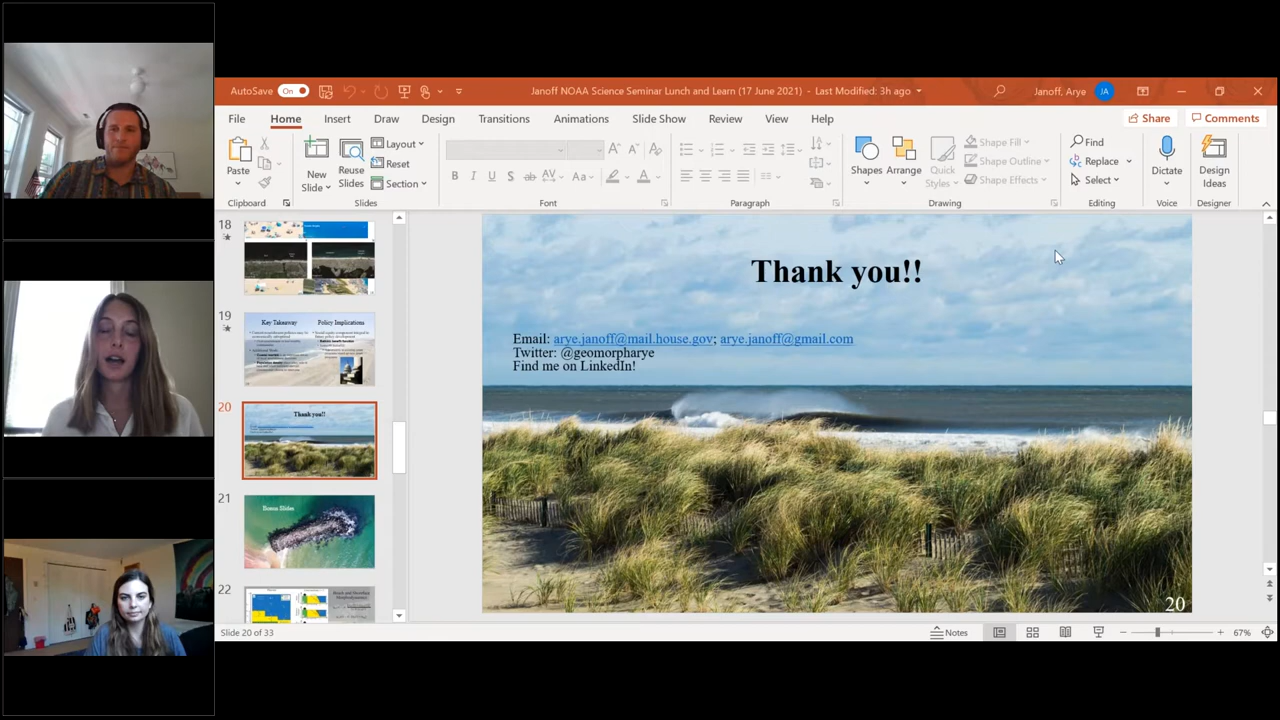 AutoSave On
Janoff NOAA Science Seminar Lunch and Learn (17 June 2021) - Last Modified: 3h ago
Janoff, Arye JA
File Home Insert Draw Design Transitions Animations Slide Show Review View Help
Share Comments
Paste
Clipboard
New Slide
Reuse Slides
Layout
Reset
Section
Slides
B I U S ab AV Aa A
Font
Paragraph
Shapes
Arrange
Quick Styles
Shape Fill
Shape Outline
Shape Effects
Drawing
Find
Replace
Select
Editing
Dictate
Voice
Design Ideas
Designer
18
19
Key Takeaway Policy Implications
20
Thank you!!
21
Bonus Slides
22
Thank you!!
Email: arye.janoff@mail.house.gov; arye.janoff@gmail.com
Twitter: @geomorpharye
Find me on LinkedIn!
20
Slide 20 of 33
Notes
67%